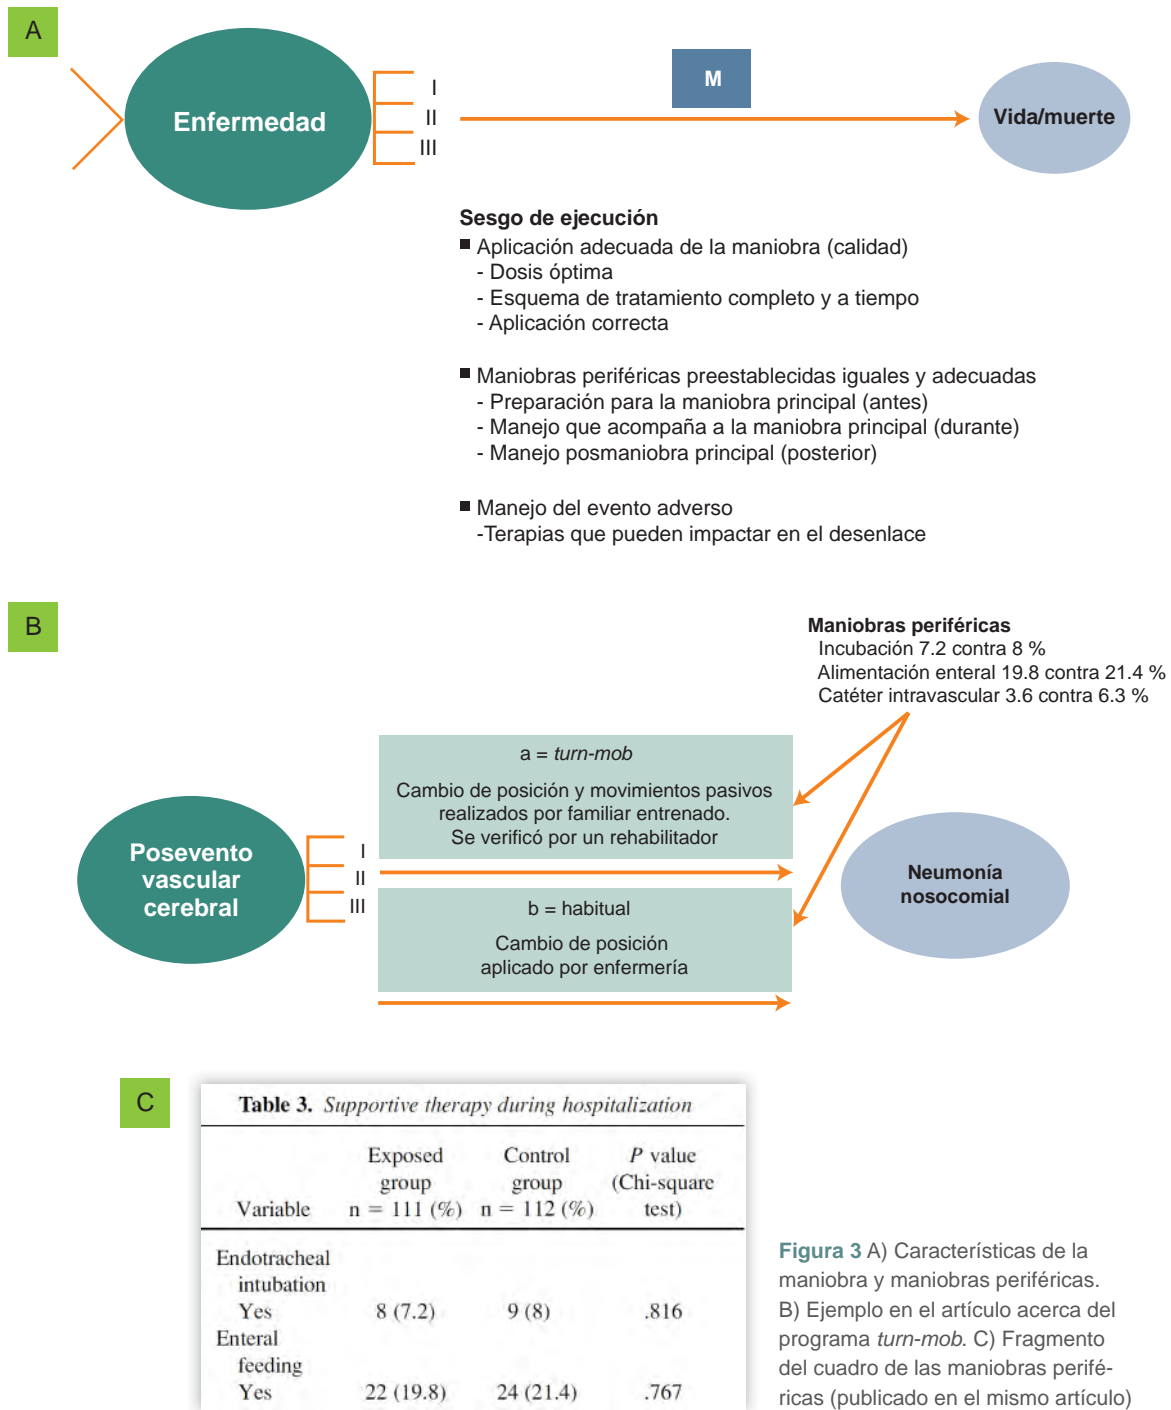 A
Enfermedad
I
II
III
M
Vida/muerte
Sesgo de ejecución
Aplicación adecuada de la maniobra (calidad)
- Dosis óptima
- Esquema de tratamiento completo y a tiempo
- Aplicación correcta
Maniobras periféricas preestablecidas iguales y adecuadas
- Preparación para la maniobra principal (antes)
- Manejo que acompaña a la maniobra principal (durante)
- Manejo posmaniobra principal (posterior)
Manejo del evento adverso
-Terapias que pueden impactar en el desenlace
B
Maniobras periféricas
Incubación 7.2 contra 8 %
Alimentación enteral 19.8 contra 21.4 %
Catéter intravascular 3.6 contra 6.3 %
Posevento
vascular
cerebral
I
II
III
a = turn-mob
Cambio de posición y movimientos pasivos
realizados por familiar entrenado.
Se verificó por un rehabilitador
b = habitual
Cambio de posición
aplicado por enfermería
Neumonía
nosocomial
C
Table 3. Supportive therapy during hospitalization
Exposed Control P value
group group (Chi-square
Variable n = 111 (%) n = 112 (%) test)
Endotracheal
intubation
Yes 8 (7.2) 9 (8) .816
Enteral
feeding
Yes 22 (19.8) 24 (21.4) .767
Figura 3 A) Características de la
maniobra y maniobras periféricas.
B) Ejemplo en el artículo acerca del
programa turn-mob. C) Fragmento
del cuadro de las maniobras perifé-
ricas (publicado en el mismo artículo)